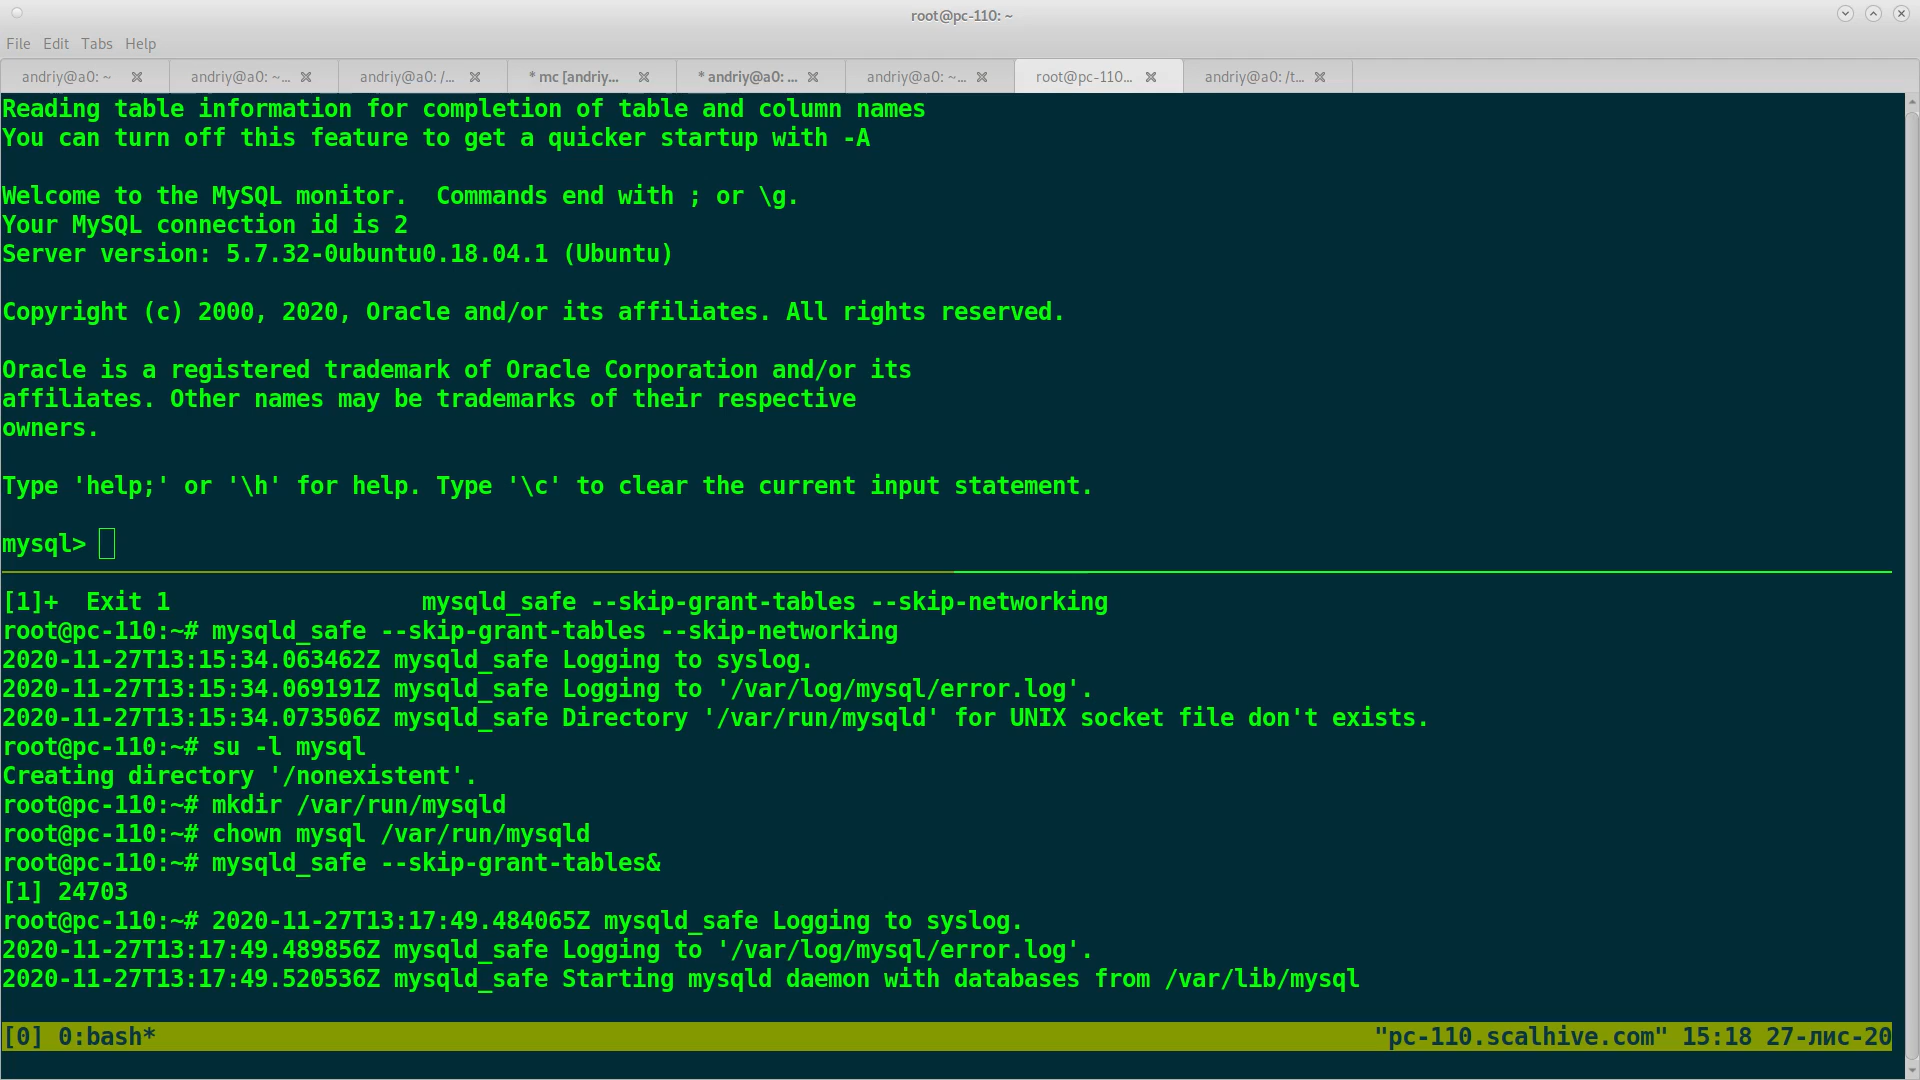 root@pc-110: ~
File Edit Tabs Help
andriy@a0: ~ andriy@a0: ~... andriy@a0: /... * mc [andriy... * andriy@a0: ... andriy@a0: ~... root@pc-110... andriy@a0: /t...
Reading table information for completion of table and column names
You can turn off this feature to get a quicker startup with -A
Welcome to the MySQL monitor.  Commands end with ; or \g.
Your MySQL connection id is 2
Server version: 5.7.32-0ubuntu0.18.04.1 (Ubuntu)
Copyright (c) 2000, 2020, Oracle and/or its affiliates. All rights reserved.
Oracle is a registered trademark of Oracle Corporation and/or its
affiliates. Other names may be trademarks of their respective
owners.
Type 'help;' or '\h' for help. Type '\c' to clear the current input statement.
mysql>
[1]+  Exit 1                  mysqld_safe --skip-grant-tables --skip-networking
root@pc-110:~# mysqld_safe --skip-grant-tables --skip-networking
2020-11-27T13:15:34.063462Z mysqld_safe Logging to syslog.
2020-11-27T13:15:34.069191Z mysqld_safe Logging to '/var/log/mysql/error.log'.
2020-11-27T13:15:34.073506Z mysqld_safe Directory '/var/run/mysqld' for UNIX socket file don't exists.
root@pc-110:~# su -l mysql
Creating directory '/nonexistent'.
root@pc-110:~# mkdir /var/run/mysqld
root@pc-110:~# chown mysql /var/run/mysqld
root@pc-110:~# mysqld_safe --skip-grant-tables&
[1] 24703
root@pc-110:~# 2020-11-27T13:17:49.484065Z mysqld_safe Logging to syslog.
2020-11-27T13:17:49.489856Z mysqld_safe Logging to '/var/log/mysql/error.log'.
2020-11-27T13:17:49.520536Z mysqld_safe Starting mysqld daemon with databases from /var/lib/mysql
[0] 0:bash* "pc-110.scalhive.com" 15:18 27-лис-20